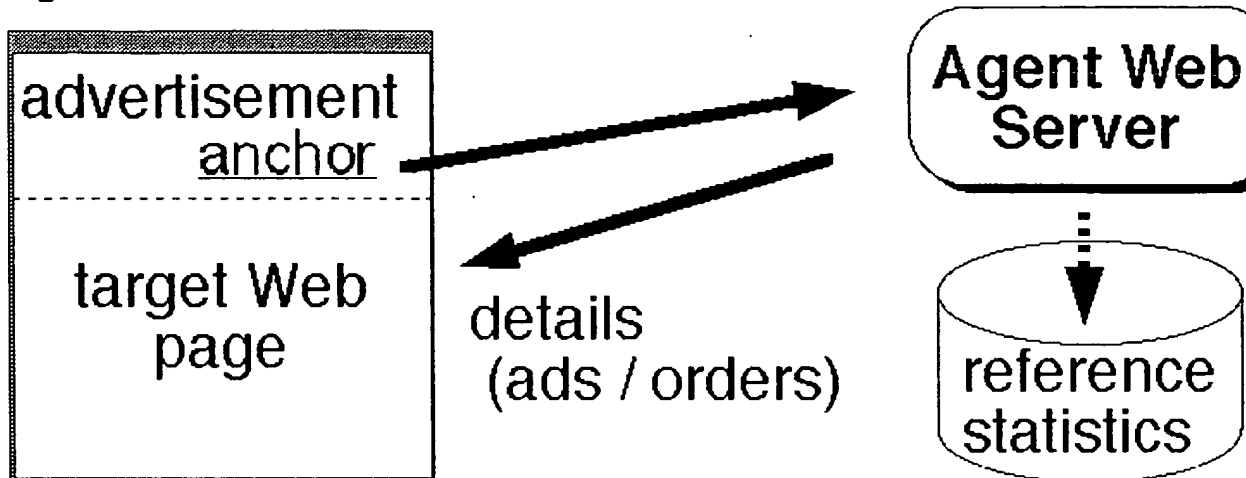 advertisement
anchor
target Web
page
details
(ads / orders)
Agent Web
Server
reference
statistics